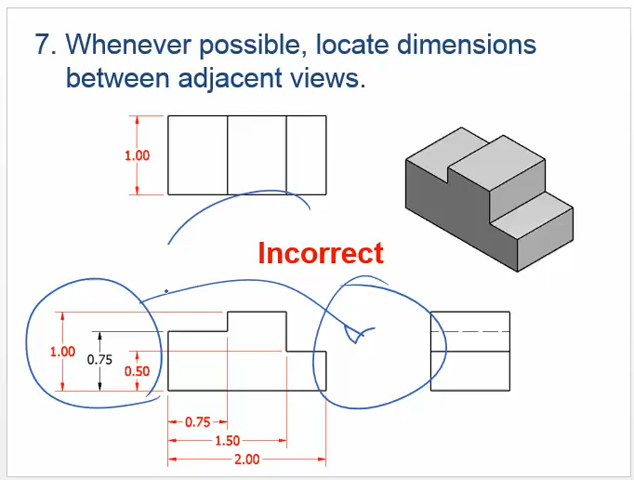 7. Whenever possible, locate dimensions
between adjacent views.
1.00
Incorrect
1.00
0.75
0.50
0.75
1.50
2.00